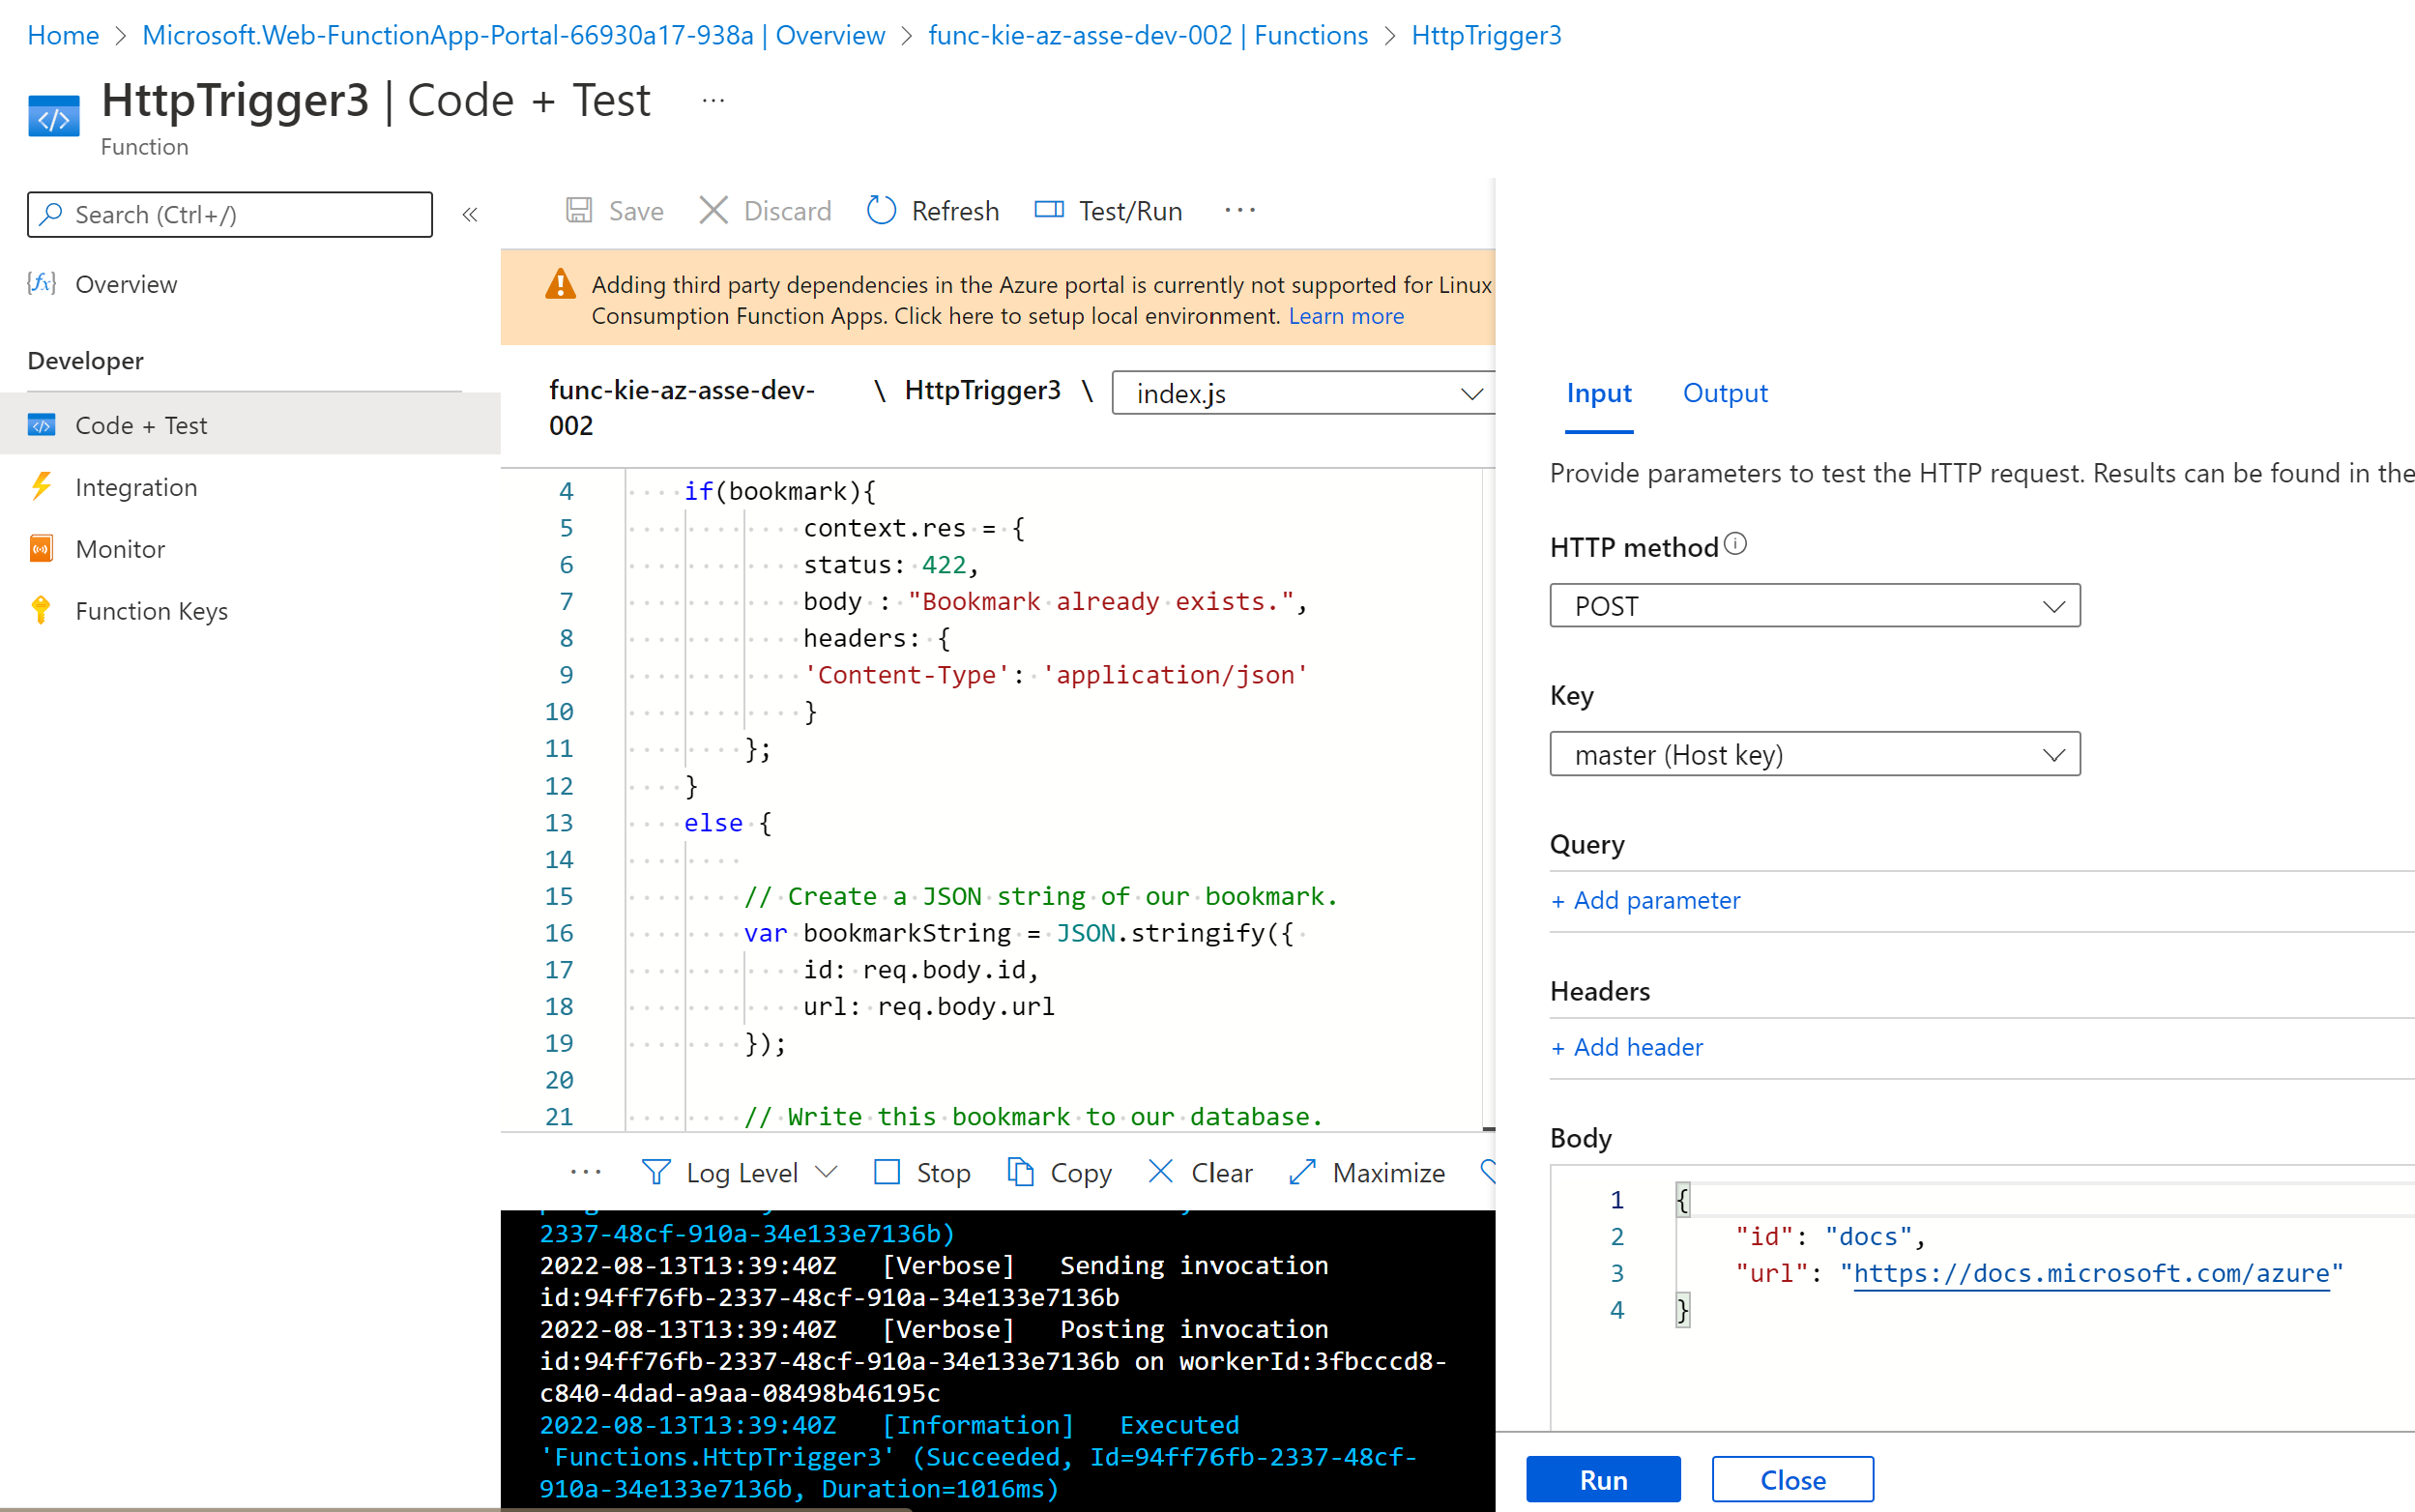 Home > Microsoft.Web-FunctionApp-Portal-66930a17-938a | Overview > func-kie-az-asse-dev-002 | Functions > HttpTrigger3
HttpTrigger3 | Code + Test ...
Function
Search (Ctrl+/)
«
Overview
Developer
Code + Test
Integration
Monitor
Function Keys
Save Discard Refresh Test/Run ...
Adding third party dependencies in the Azure portal is currently not supported for Linux
Consumption Function Apps. Click here to setup local environment. Learn more
func-kie-az-asse-dev-002 \ HttpTrigger3 \ index.js
4 if(bookmark){
5 context.res = {
6 status: 422,
7 body : "Bookmark already exists.",
8 headers: {
9 'Content-Type': 'application/json'
10 }
11 };
12 }
13 else {
14
15 // Create a JSON string of our bookmark.
16 var bookmarkString = JSON.stringify({
17 id: req.body.id,
18 url: req.body.url
19 });
20
21 // Write this bookmark to our database.
... Log Level Stop Copy Clear Maximize
2337-48cf-910a-34e133e7136b)
2022-08-13T13:39:40Z [Verbose] Sending invocation
id:94ff76fb-2337-48cf-910a-34e133e7136b
2022-08-13T13:39:40Z [Verbose] Posting invocation
id:94ff76fb-2337-48cf-910a-34e133e7136b on workerId:3fbcccd8-
c840-4dad-a9aa-08498b46195c
2022-08-13T13:39:40Z [Information] Executed
'Functions.HttpTrigger3' (Succeeded, Id=94ff76fb-2337-48cf-
910a-34e133e7136b, Duration=1016ms)
Input Output
Provide parameters to test the HTTP request. Results can be found in the
HTTP method
POST
Key
master (Host key)
Query
+ Add parameter
Headers
+ Add header
Body
1 {
2 "id": "docs",
3 "url": "https://docs.microsoft.com/azure"
4 }
Run Close